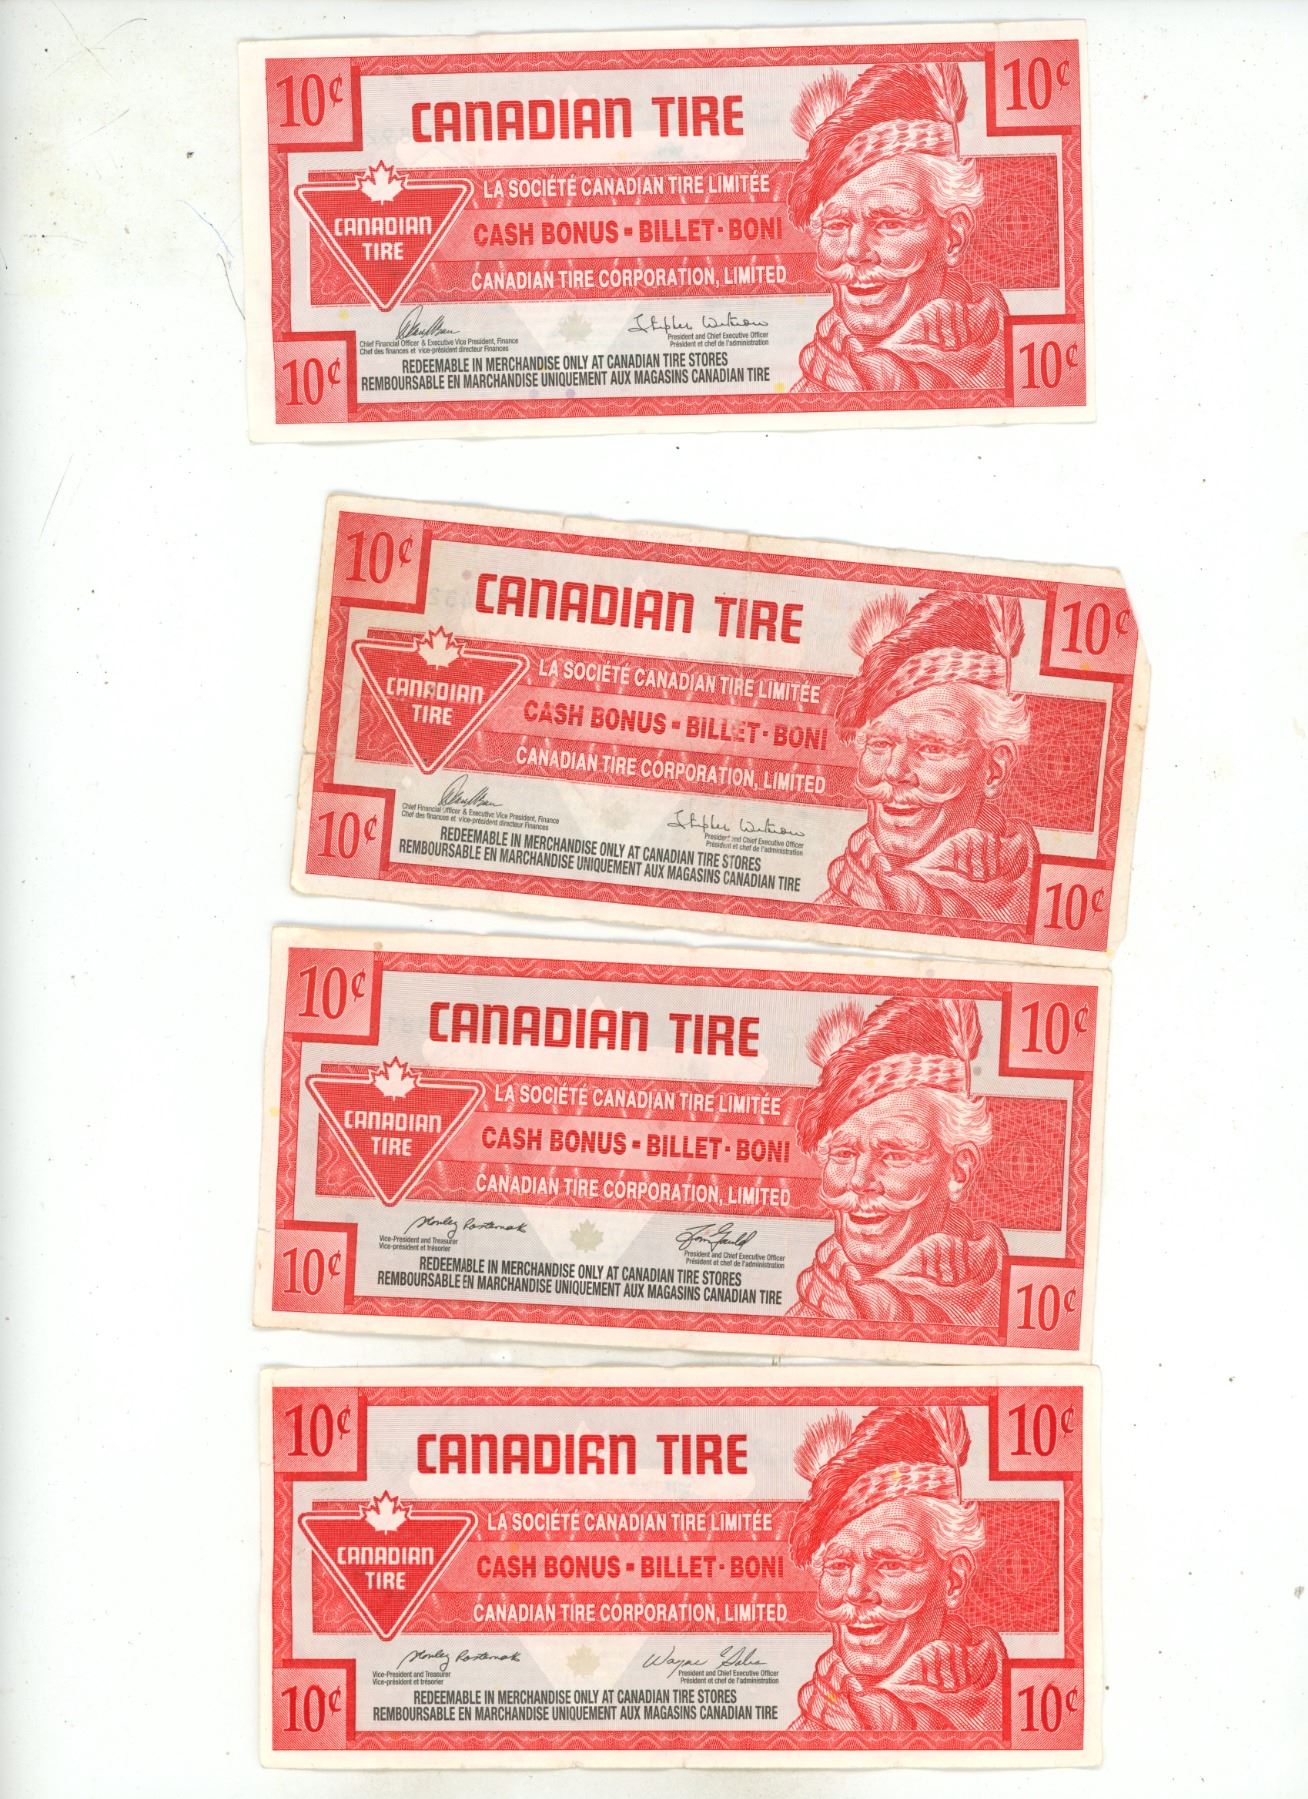 10¢ 10¢
CANADIAN TIRE
LA SOCIÉTÉ CANADIAN TIRE LIMITÉE
CANADIAN
TIRE
CASH BONUS - BILLET - BONI
CANADIAN TIRE CORPORATION, LIMITED
Stephen Wetmore
Chief Financial Officer & Executive Vice President, Finance
Chef des finances et vice-président directeur Finances
President and Chief Executive Officer
Président et chef de l'administration
REDEEMABLE IN MERCHANDISE ONLY AT CANADIAN TIRE STORES
REMBOURSABLE EN MARCHANDISE UNIQUEMENT AUX MAGASINS CANADIAN TIRE
10¢ 10¢
10¢ 10¢
CANADIAN TIRE
LA SOCIÉTÉ CANADIAN TIRE LIMITÉE
CANADIAN
TIRE
CASH BONUS - BILLET - BONI
CANADIAN TIRE CORPORATION, LIMITED
Stephen Wetmore
Chief Financial Officer & Executive Vice President, Finance
Chef des finances et vice-président directeur Finances
President and Chief Executive Officer
Président et chef de l'administration
REDEEMABLE IN MERCHANDISE ONLY AT CANADIAN TIRE STORES
REMBOURSABLE EN MARCHANDISE UNIQUEMENT AUX MAGASINS CANADIAN TIRE
10¢ 10¢
10¢ 10¢
CANADIAN TIRE
LA SOCIÉTÉ CANADIAN TIRE LIMITÉE
CANADIAN
TIRE
CASH BONUS - BILLET - BONI
CANADIAN TIRE CORPORATION, LIMITED
Stanley Pasternak Jim Gauld
Vice-President and Treasurer
Vice-président et trésorier
President and Chief Executive Officer
Président et chef de l'administration
REDEEMABLE IN MERCHANDISE ONLY AT CANADIAN TIRE STORES
REMBOURSABLE EN MARCHANDISE UNIQUEMENT AUX MAGASINS CANADIAN TIRE
10¢ 10¢
10¢ 10¢
CANADIAN TIRE
LA SOCIÉTÉ CANADIAN TIRE LIMITÉE
CANADIAN
TIRE
CASH BONUS - BILLET - BONI
CANADIAN TIRE CORPORATION, LIMITED
Stanley Pasternak Wayne Sales
Vice-President and Treasurer
Vice-président et trésorier
President and Chief Executive Officer
Président et chef de l'administration
REDEEMABLE IN MERCHANDISE ONLY AT CANADIAN TIRE STORES
REMBOURSABLE EN MARCHANDISE UNIQUEMENT AUX MAGASINS CANADIAN TIRE
10¢ 10¢